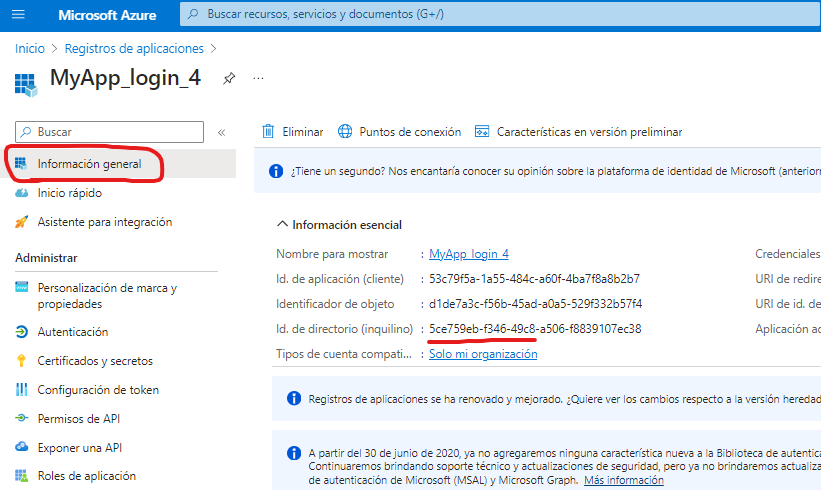 Microsoft Azure
Buscar recursos, servicios y documentos (G+/)
Inicio > Registros de aplicaciones >
MyApp_login_4
Buscar
Información general
Inicio rápido
Asistente para integración
Administrar
Personalización de marca y
propiedades
Autenticación
Certificados y secretos
Configuración de token
Permisos de API
Exponer una API
Roles de aplicación
Eliminar Puntos de conexión Características en versión preliminar
¿Tiene un segundo? Nos encantaría conocer su opinión sobre la plataforma de identidad de Microsoft (anterior
Información esencial
Nombre para mostrar : MyApp_login_4 Credenciales
Id. de aplicación (cliente) : 53c79f5a-1a55-484c-a60f-4ba7f8a8b2b7 URI de redire
Identificador de objeto : d1de7a3c-f56b-45ad-a0a5-529f332b57f4 URI de id. de
Id. de directorio (inquilino) : 5ce759eb-f346-49c8-a506-f8839107ec38 Aplicación a
Tipos de cuenta compati... : Solo mi organización
Registros de aplicaciones se ha renovado y mejorado. ¿Quiere ver los cambios respecto a la versión heredad
A partir del 30 de junio de 2020, ya no agregaremos ninguna característica nueva a la Biblioteca de autentica
Continuaremos brindando soporte técnico y actualizaciones de seguridad, pero ya no brindaremos actualiza
de autenticación de Microsoft (MSAL) y Microsoft Graph. Más información